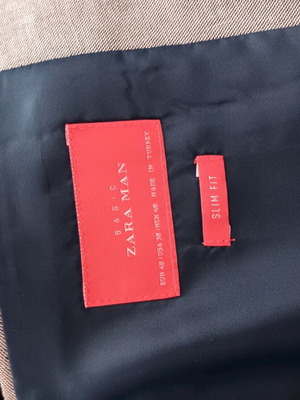 BASIC
ZARA MAN
EUR 48/USA 38/MEX 48 MADE IN TURKEY
SLIM FIT